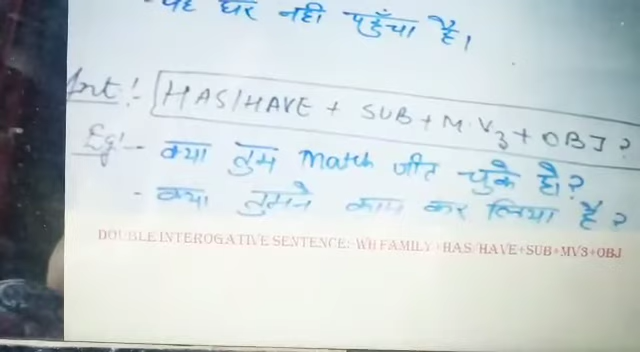 - वह घर नहीं पहुँचा है।
Int:- HAS/HAVE + SUB + M.V3 + OBJ ?
Eg:- - क्या तुम Match जीत चुके हो?
- क्या तुमने काम कर लिया है ?
DOUBLE INTEROGATIVE SENTENCE:-WH FAMILY+HAS/HAVE+SUB+MV3+OBJ